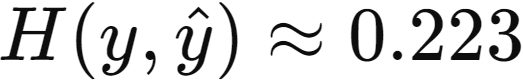 H(y, ŷ) ≈ 0.223